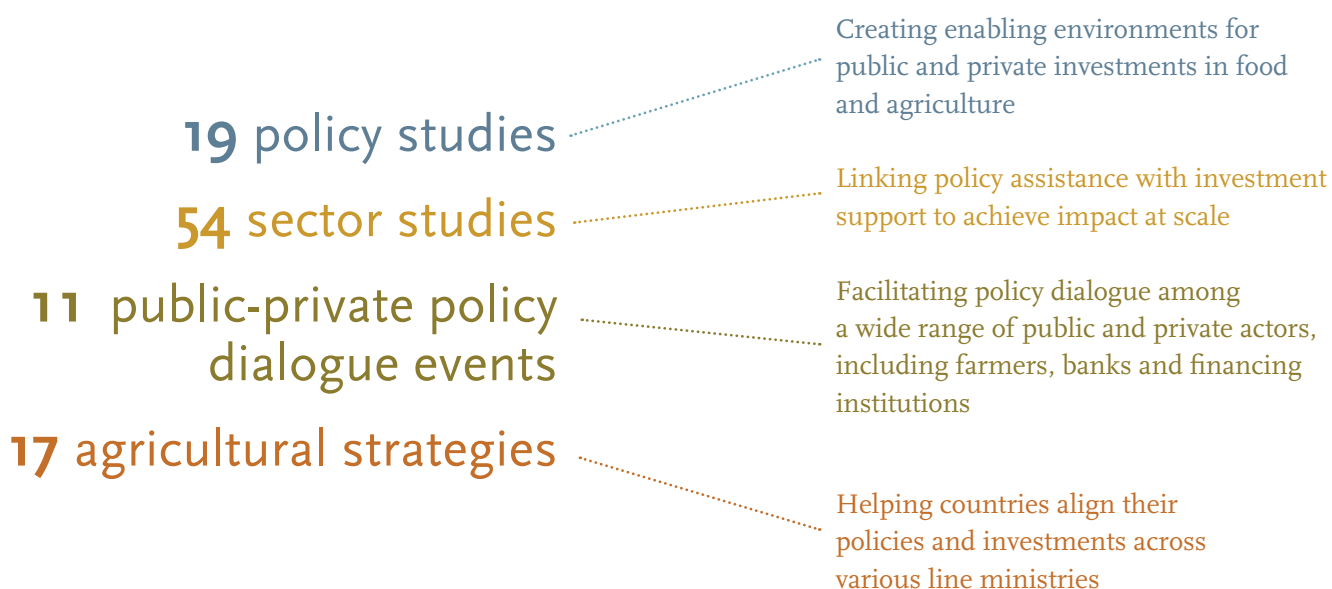 19 policy studies
Creating enabling environments for
public and private investments in food
and agriculture
54 sector studies
Linking policy assistance with investment
support to achieve impact at scale
11 public-private policy
dialogue events
Facilitating policy dialogue among
a wide range of public and private actors,
including farmers, banks and financing
institutions
17 agricultural strategies
Helping countries align their
policies and investments across
various line ministries